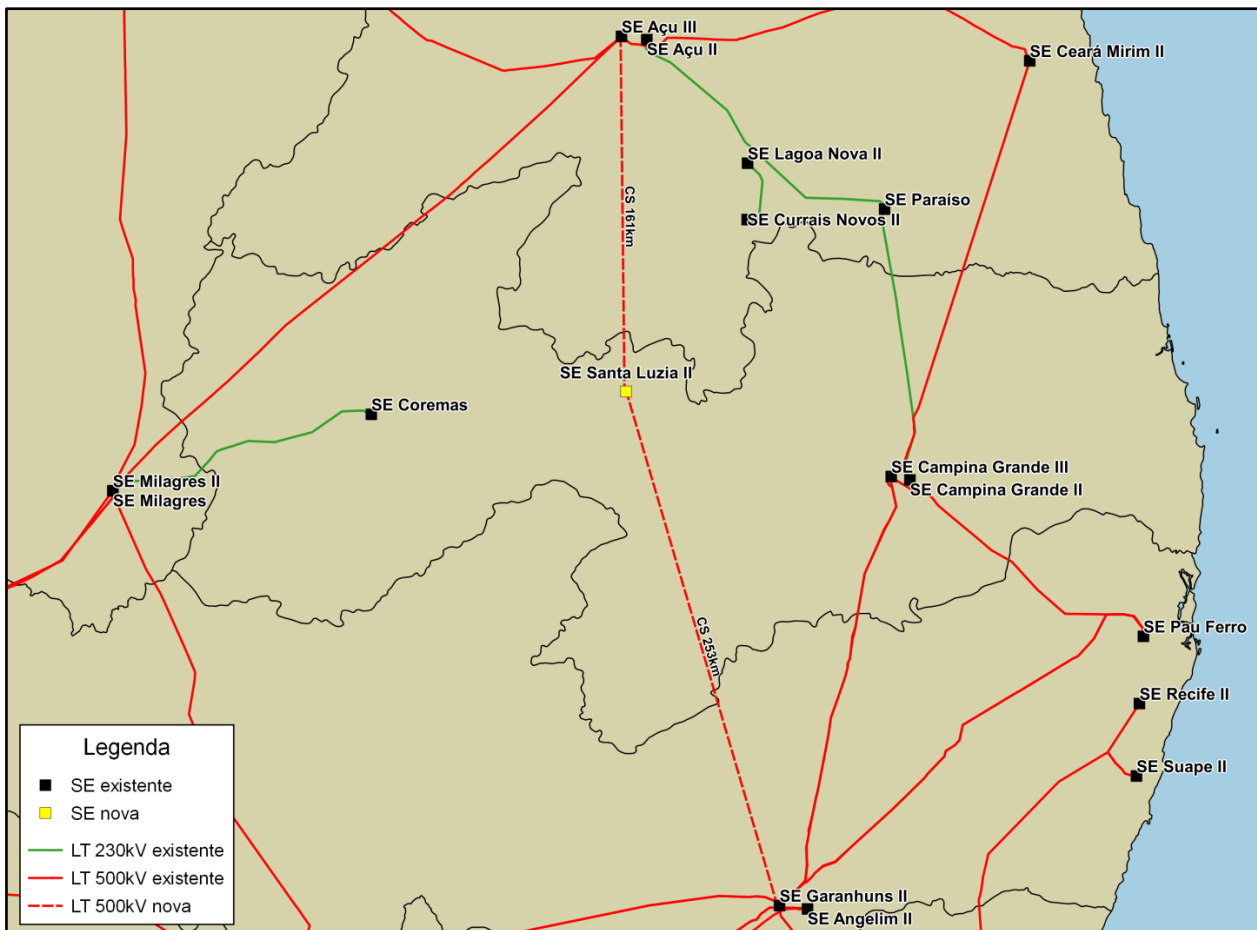 SE Açu III
SE Açu II
SE Ceará Mirim II
SE Lagoa Nova II
SE Paraíso
SE Currais Novos II
CS 161km
SE Santa Luzia II
SE Coremas
SE Milagres II
SE Milagres
SE Campina Grande III
SE Campina Grande II
CS 253km
SE Pau Ferro
SE Recife II
SE Suape II
SE Garanhuns II
SE Angelim II
Legenda
SE existente
SE nova
LT 230kV existente
LT 500kV existente
LT 500kV nova